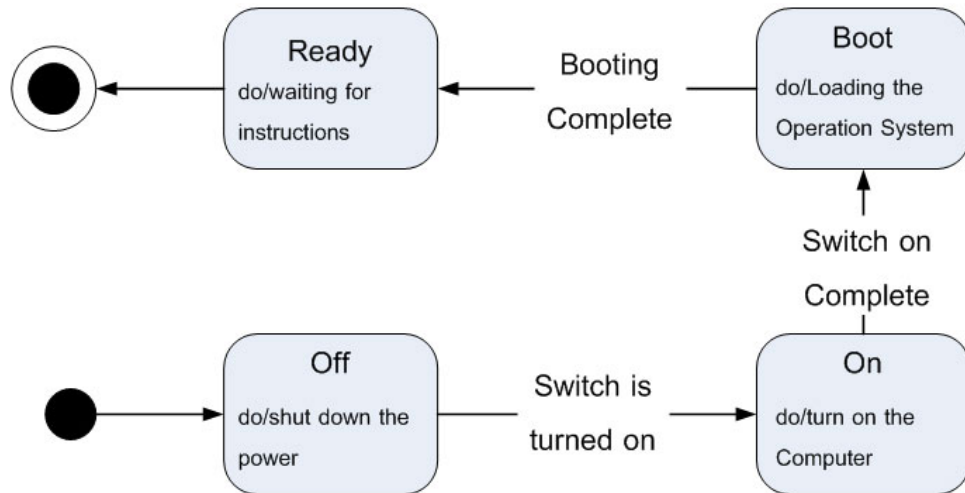 Ready
do/waiting for
instructions
Booting
Complete
Boot
do/Loading the
Operation System
Switch on
Complete
Off
do/shut down the
power
Switch is
turned on
On
do/turn on the
Computer